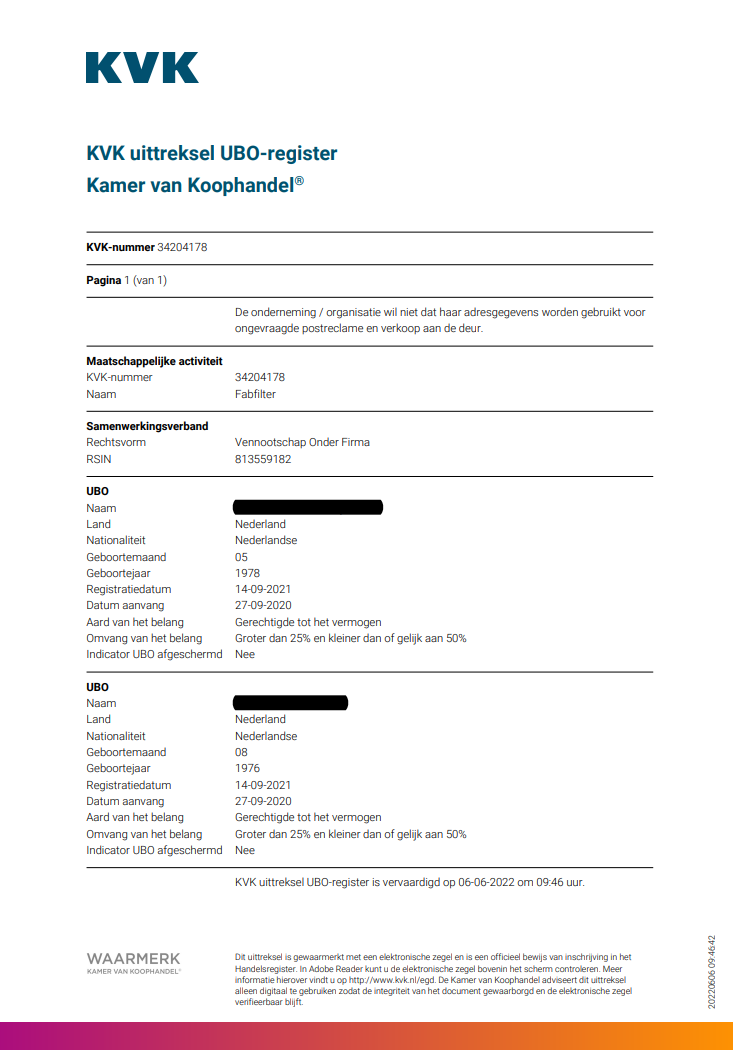 KVK
KVK uittreksel UBO-register
Kamer van Koophandel®
KVK-nummer 34204178
Pagina 1 (van 1)
De onderneming / organisatie wil niet dat haar adresgegevens worden gebruikt voor
ongevraagde postreclame en verkoop aan de deur.
Maatschappelijke activiteit
KVK-nummer 34204178
Naam Fabfilter
Samenwerkingsverband
Rechtsvorm Vennootschap Onder Firma
RSIN 813559182
UBO
Naam
Land Nederland
Nationaliteit Nederlandse
Geboortemaand 05
Geboortejaar 1978
Registratiedatum 14-09-2021
Datum aanvang 27-09-2020
Aard van het belang Gerechtigde tot het vermogen
Omvang van het belang Groter dan 25% en kleiner dan of gelijk aan 50%
Indicator UBO afgeschermd Nee
UBO
Naam
Land Nederland
Nationaliteit Nederlandse
Geboortemaand 08
Geboortejaar 1976
Registratiedatum 14-09-2021
Datum aanvang 27-09-2020
Aard van het belang Gerechtigde tot het vermogen
Omvang van het belang Groter dan 25% en kleiner dan of gelijk aan 50%
Indicator UBO afgeschermd Nee
KVK uittreksel UBO-register is vervaardigd op 06-06-2022 om 09:46 uur.
WAARMERK
KAMER VAN KOOPHANDEL®
Dit uittreksel is gewaarmerkt met een elektronische zegel en is een officieel bewijs van inschrijving in het
Handelsregister. In Adobe Reader kunt u de elektronische zegel bovenin het scherm controleren. Meer
informatie hierover vindt u op http://www.kvk.nl/egd. De Kamer van Koophandel adviseert dit uittreksel
alleen digitaal te gebruiken zodat de integriteit van het document gewaarborgd en de elektronische zegel
verifieerbaar blijft.
20220606 09:46:42